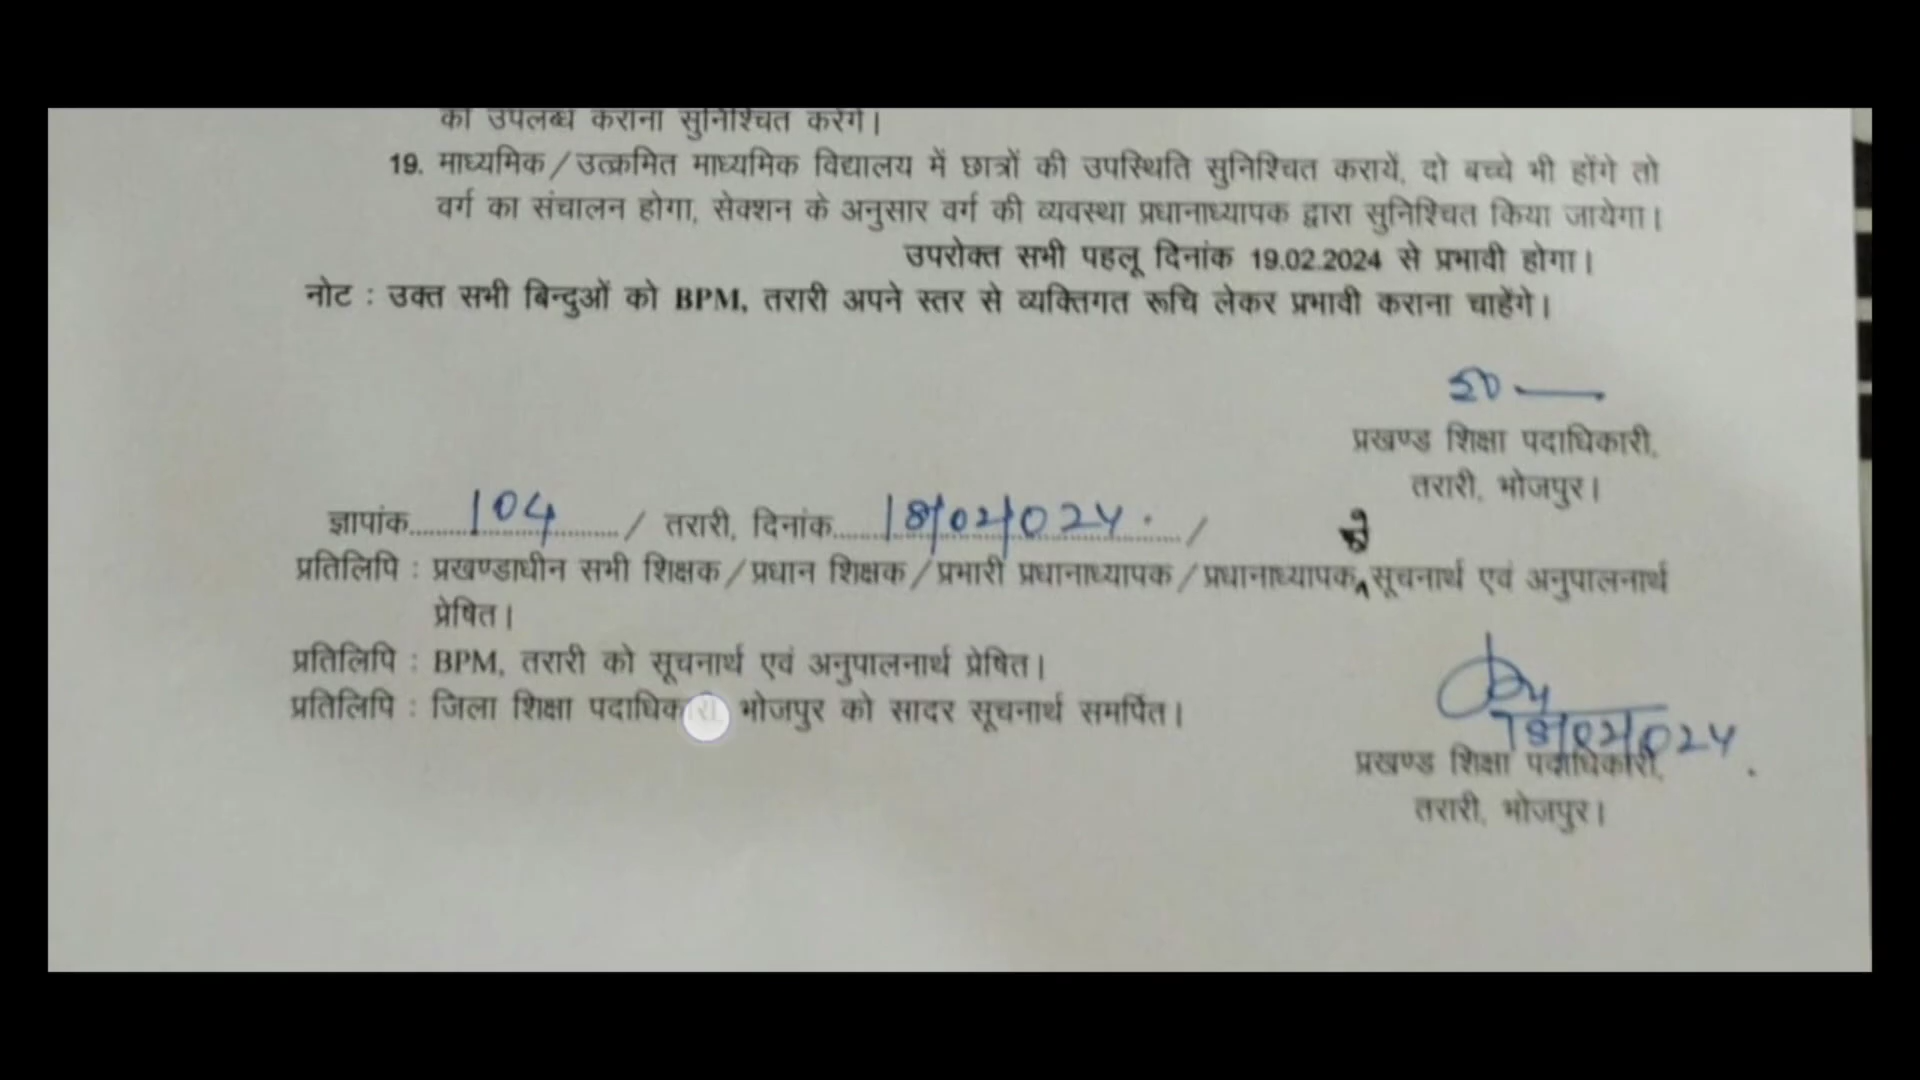 को उपलब्ध कराना सुनिश्चित करेंगे।
19. माध्यमिक/उत्क्रमित माध्यमिक विद्यालय में छात्रों की उपस्थिति सुनिश्चित करायें, दो बच्चे भी होंगे तो
वर्ग का संचालन होगा, सेक्शन के अनुसार वर्ग की व्यवस्था प्रधानाध्यापक द्वारा सुनिश्चित किया जायेगा।
उपरोक्त सभी पहलू दिनांक 19.02.2024 से प्रभावी होगा।
नोट : उक्त सभी बिन्दुओं को BPM, तरारी अपने स्तर से व्यक्तिगत रूचि लेकर प्रभावी कराना चाहेंगे।
प्रखण्ड शिक्षा पदाधिकारी,
तरारी, भोजपुर।
ज्ञापांक.....104....../ तरारी, दिनांक.....18/02/024....../
को
प्रतिलिपि : प्रखण्डाधीन सभी शिक्षक/प्रधान शिक्षक/प्रभारी प्रधानाध्यापक/प्रधानाध्यापक सूचनार्थ एवं अनुपालनार्थ
प्रेषित।
प्रतिलिपि : BPM, तरारी को सूचनार्थ एवं अनुपालनार्थ प्रेषित।
प्रतिलिपि : जिला शिक्षा पदाधिकारी, भोजपुर को सादर सूचनार्थ समर्पित।
18/02/024
प्रखण्ड शिक्षा पदाधिकारी,
तरारी, भोजपुर।